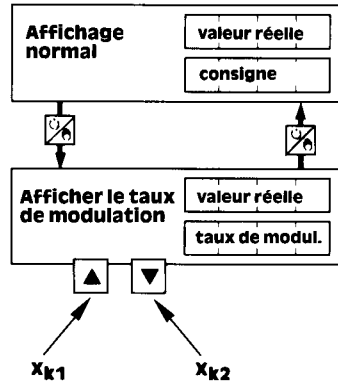 Affichage
normal
valeur réelle
consigne
Afficher le taux
de modulation
valeur réelle
taux de modul.
▲ ▼
xk1 xk2